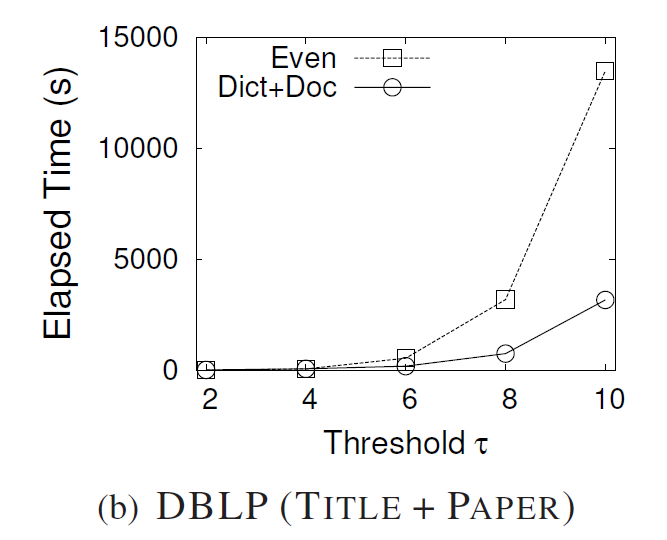 15000
10000
5000
0
Elapsed Time (s)
Even
Dict+Doc
2 4 6 8 10
Threshold τ
(b) DBLP (TITLE + PAPER)